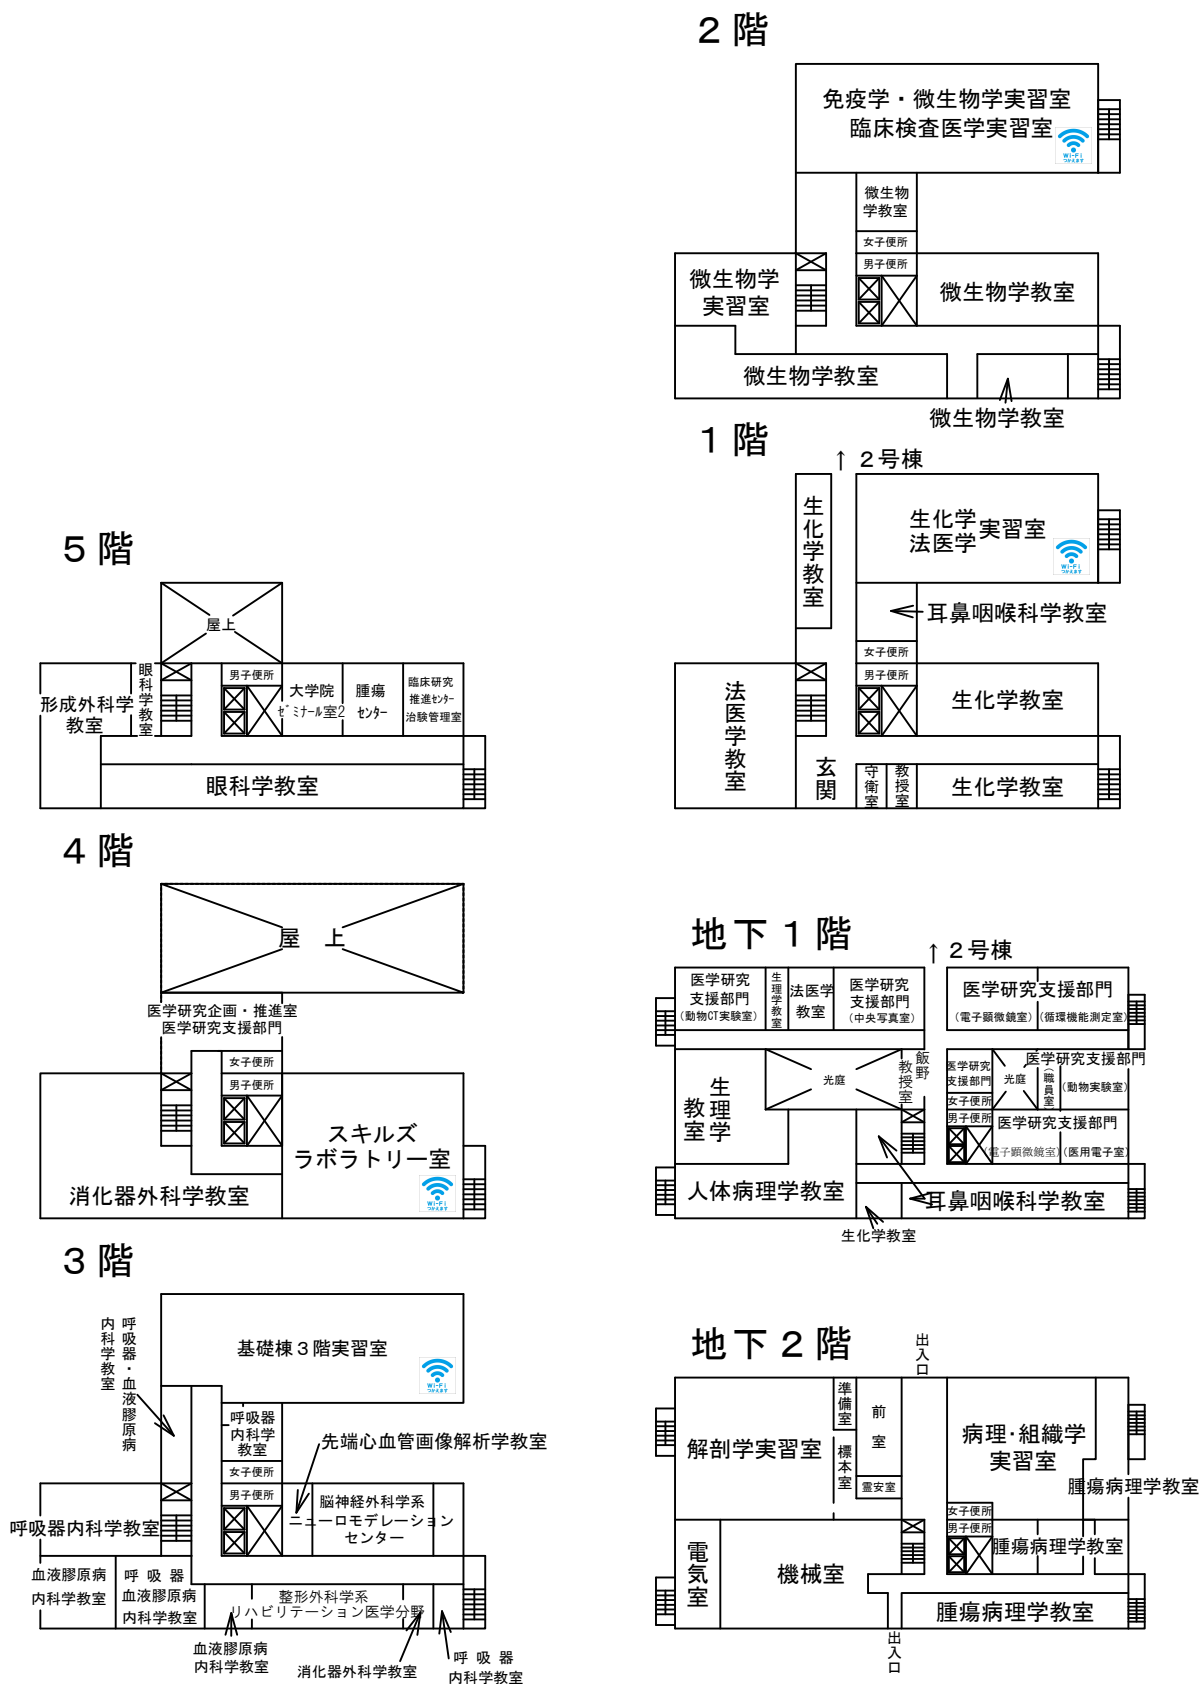 ２階
免疫学・微生物学実習室
臨床検査医学実習室
Wi-Fi
つかえます
微生物
学教室
女子便所
男子便所
微生物学
実習室
微生物学教室
微生物学教室
微生物学教室
１階
↑ ２号棟
生化学教室
生化学
法医学
実習室
Wi-Fi
つかえます
耳鼻咽喉科学教室
女子便所
男子便所
法医学教室
生化学教室
玄関
守衛室
教授室
生化学教室
５階
屋上
形成外科学
教室
眼科学教室
男子便所
大学院
ゼミナール室2
腫瘍
センター
臨床研究
推進センター
治験管理室
眼科学教室
４階
屋 上
医学研究企画・推進室
医学研究支援部門
女子便所
男子便所
スキルズ
ラボラトリー室
Wi-Fi
つかえます
消化器外科学教室
地下１階
↑ ２号棟
医学研究
支援部門
(動物CT実験室)
生理学教室
法医学
教室
医学研究
支援部門
(中央写真室)
医学研究支援部門
(電子顕微鏡室)
(循環機能測定室)
生理学
教室
光庭
飯野
教授室
医学研究
支援部門
女子便所
男子便所
光庭
(職員室)
医学研究支援部門
(動物実験室)
医学研究支援部門
(電子顕微鏡室)
(医用電子室)
人体病理学教室
耳鼻咽喉科学教室
生化学教室
３階
呼吸器・血液膠原病
内科学教室
基礎棟３階実習室
Wi-Fi
つかえます
呼吸器
内科学
教室
女子便所
男子便所
先端心血管画像解析学教室
呼吸器内科学教室
脳神経外科学系
ニューロモデレーション
センター
血液膠原病
内科学教室
呼 吸 器
血液膠原病
内科学教室
整形外科学系
リハビリテーション医学分野
血液膠原病
内科学教室
消化器外科学教室
呼 吸 器
内科学教室
地下２階
出入口
解剖学実習室
準備室
標本室
前室
霊安室
病理・組織学
実習室
腫瘍病理学教室
女子便所
男子便所
腫瘍病理学教室
電気室
機械室
腫瘍病理学教室
出入口